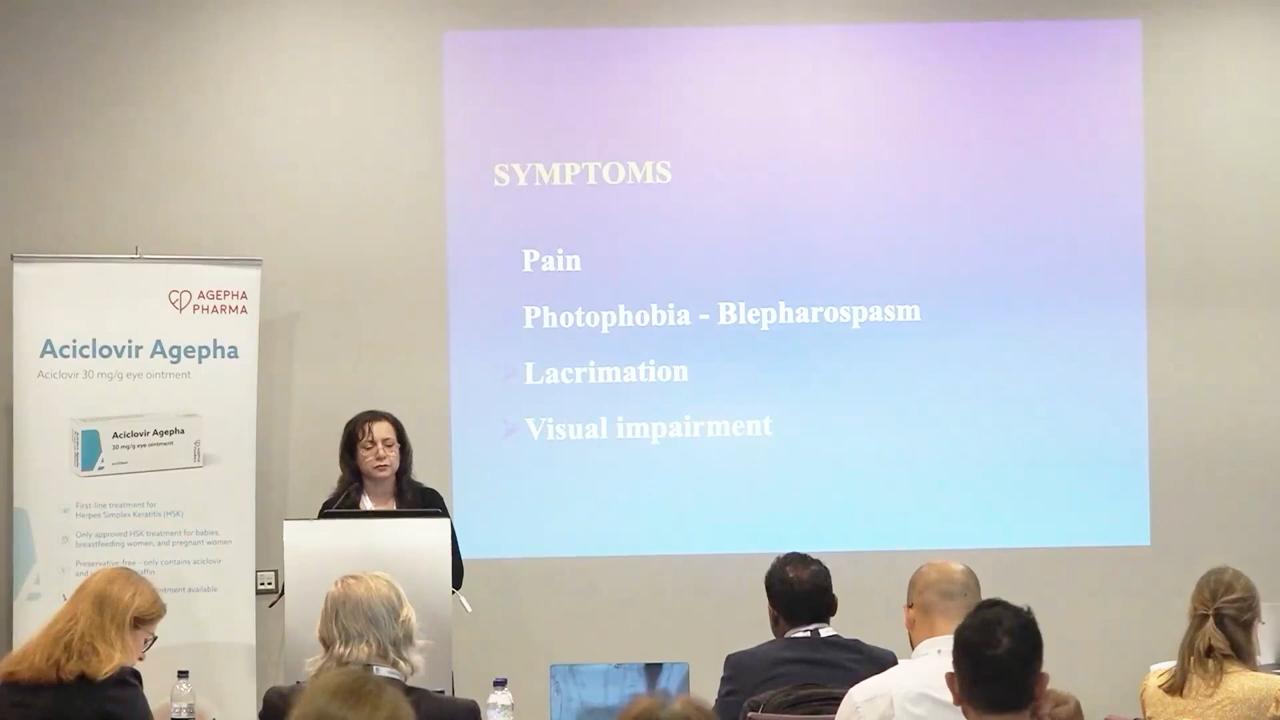 AGEPHA
PHARMA
Aciclovir Agepha
Aciclovir 30 mg/g eye ointment
Aciclovir Agepha
30 mg/g eye ointment
First-line treatment for
Herpes Simplex Keratitis (HSK)
Only approved HSK treatment for babies,
breastfeeding women, and pregnant women
Preservative-free - only contains aciclovir
and
available
SYMPTOMS
Pain
Photophobia - Blepharospasm
Lacrimation
Visual impairment